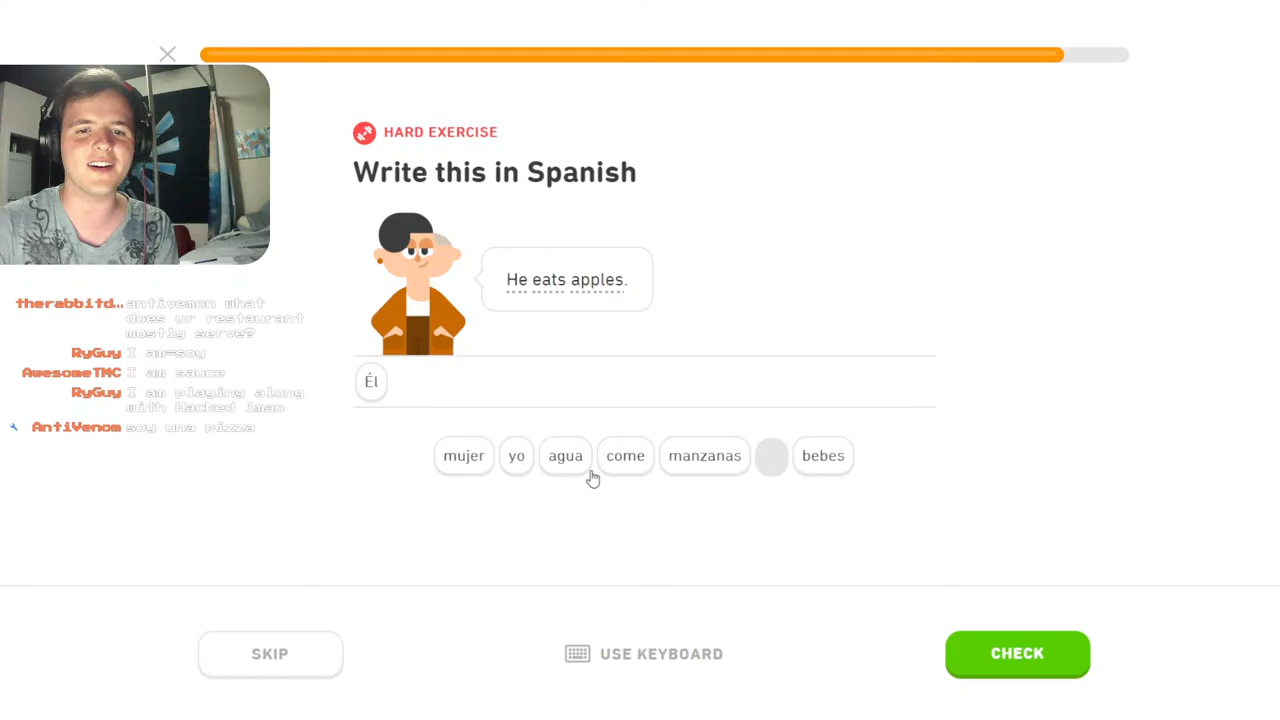 HARD EXERCISE
Write this in Spanish
He eats apples.
Él
mujer yo agua come manzanas bebes
SKIP
USE KEYBOARD
CHECK
therabbitd... antivemon what
does ur restaurant
mostly serve?
RyGuy I am=soy
AwesomeTMC I am sauce
RyGuy I am playing along
with Hacked lmao
AntiVenom soy una pizza